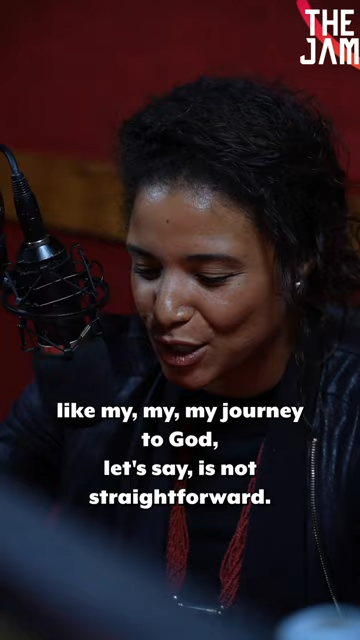 THE
JAM
like my, my, my journey
to God,
let's say, is not
straightforward.